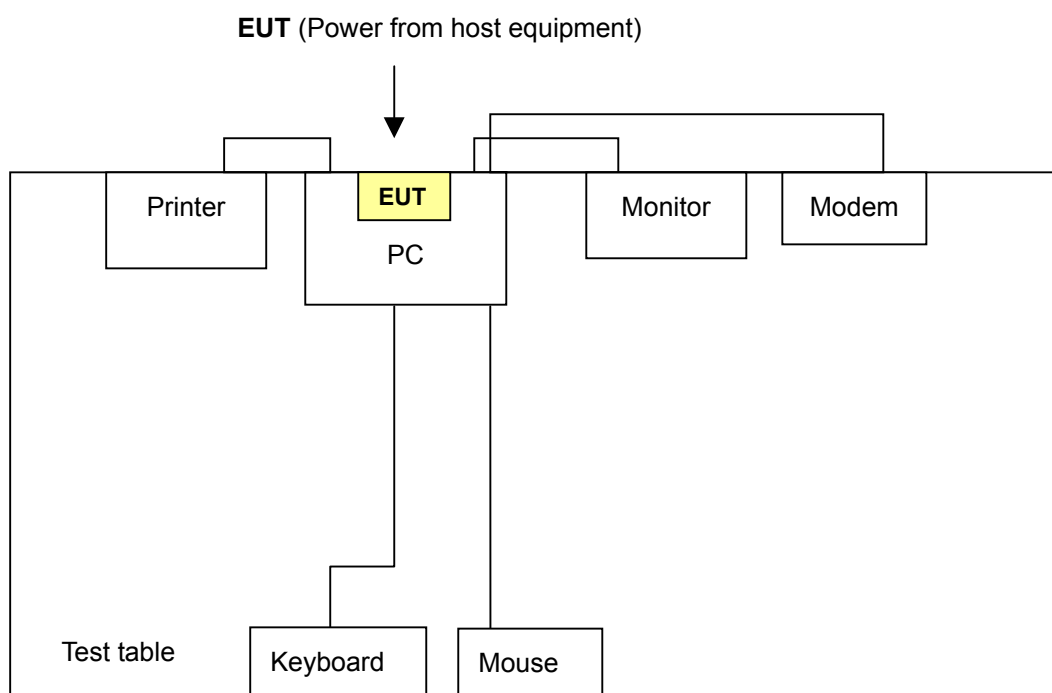 EUT (Power from host equipment)
Printer
EUT
PC
Monitor
Modem
Test table
Keyboard
Mouse